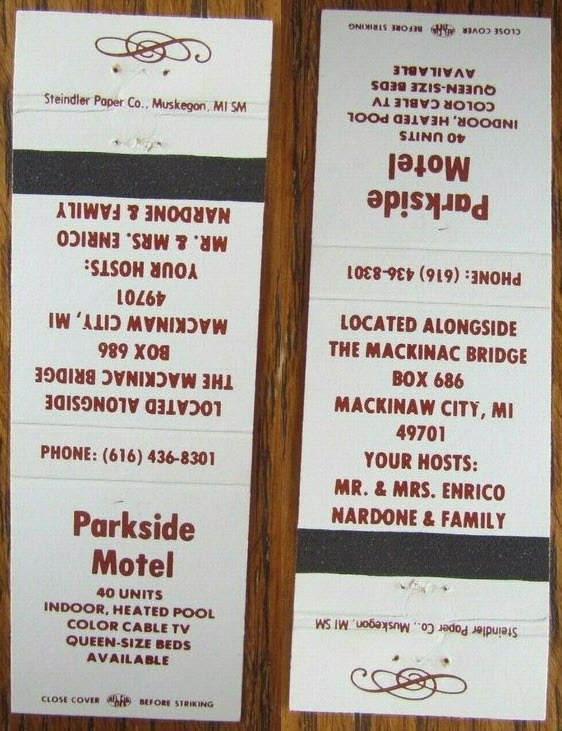 Steindler Paper Co., Muskegon, MI SM
LOCATED ALONGSIDE
THE MACKINAC BRIDGE
BOX 686
MACKINAW CITY, MI
49701
YOUR HOSTS:
MR. & MRS. ENRICO
NARDONE & FAMILY
PHONE: (616) 436-8301
Parkside
Motel
40 UNITS
INDOOR, HEATED POOL
COLOR CABLE TV
QUEEN-SIZE BEDS
AVAILABLE
CLOSE COVER BEFORE STRIKING
CLOSE COVER BEFORE STRIKING
Parkside
Motel
40 UNITS
INDOOR, HEATED POOL
COLOR CABLE TV
QUEEN-SIZE BEDS
AVAILABLE
PHONE: (616) 436-8301
LOCATED ALONGSIDE
THE MACKINAC BRIDGE
BOX 686
MACKINAW CITY, MI
49701
YOUR HOSTS:
MR. & MRS. ENRICO
NARDONE & FAMILY
Steindler Paper Co., Muskegon, MI SM